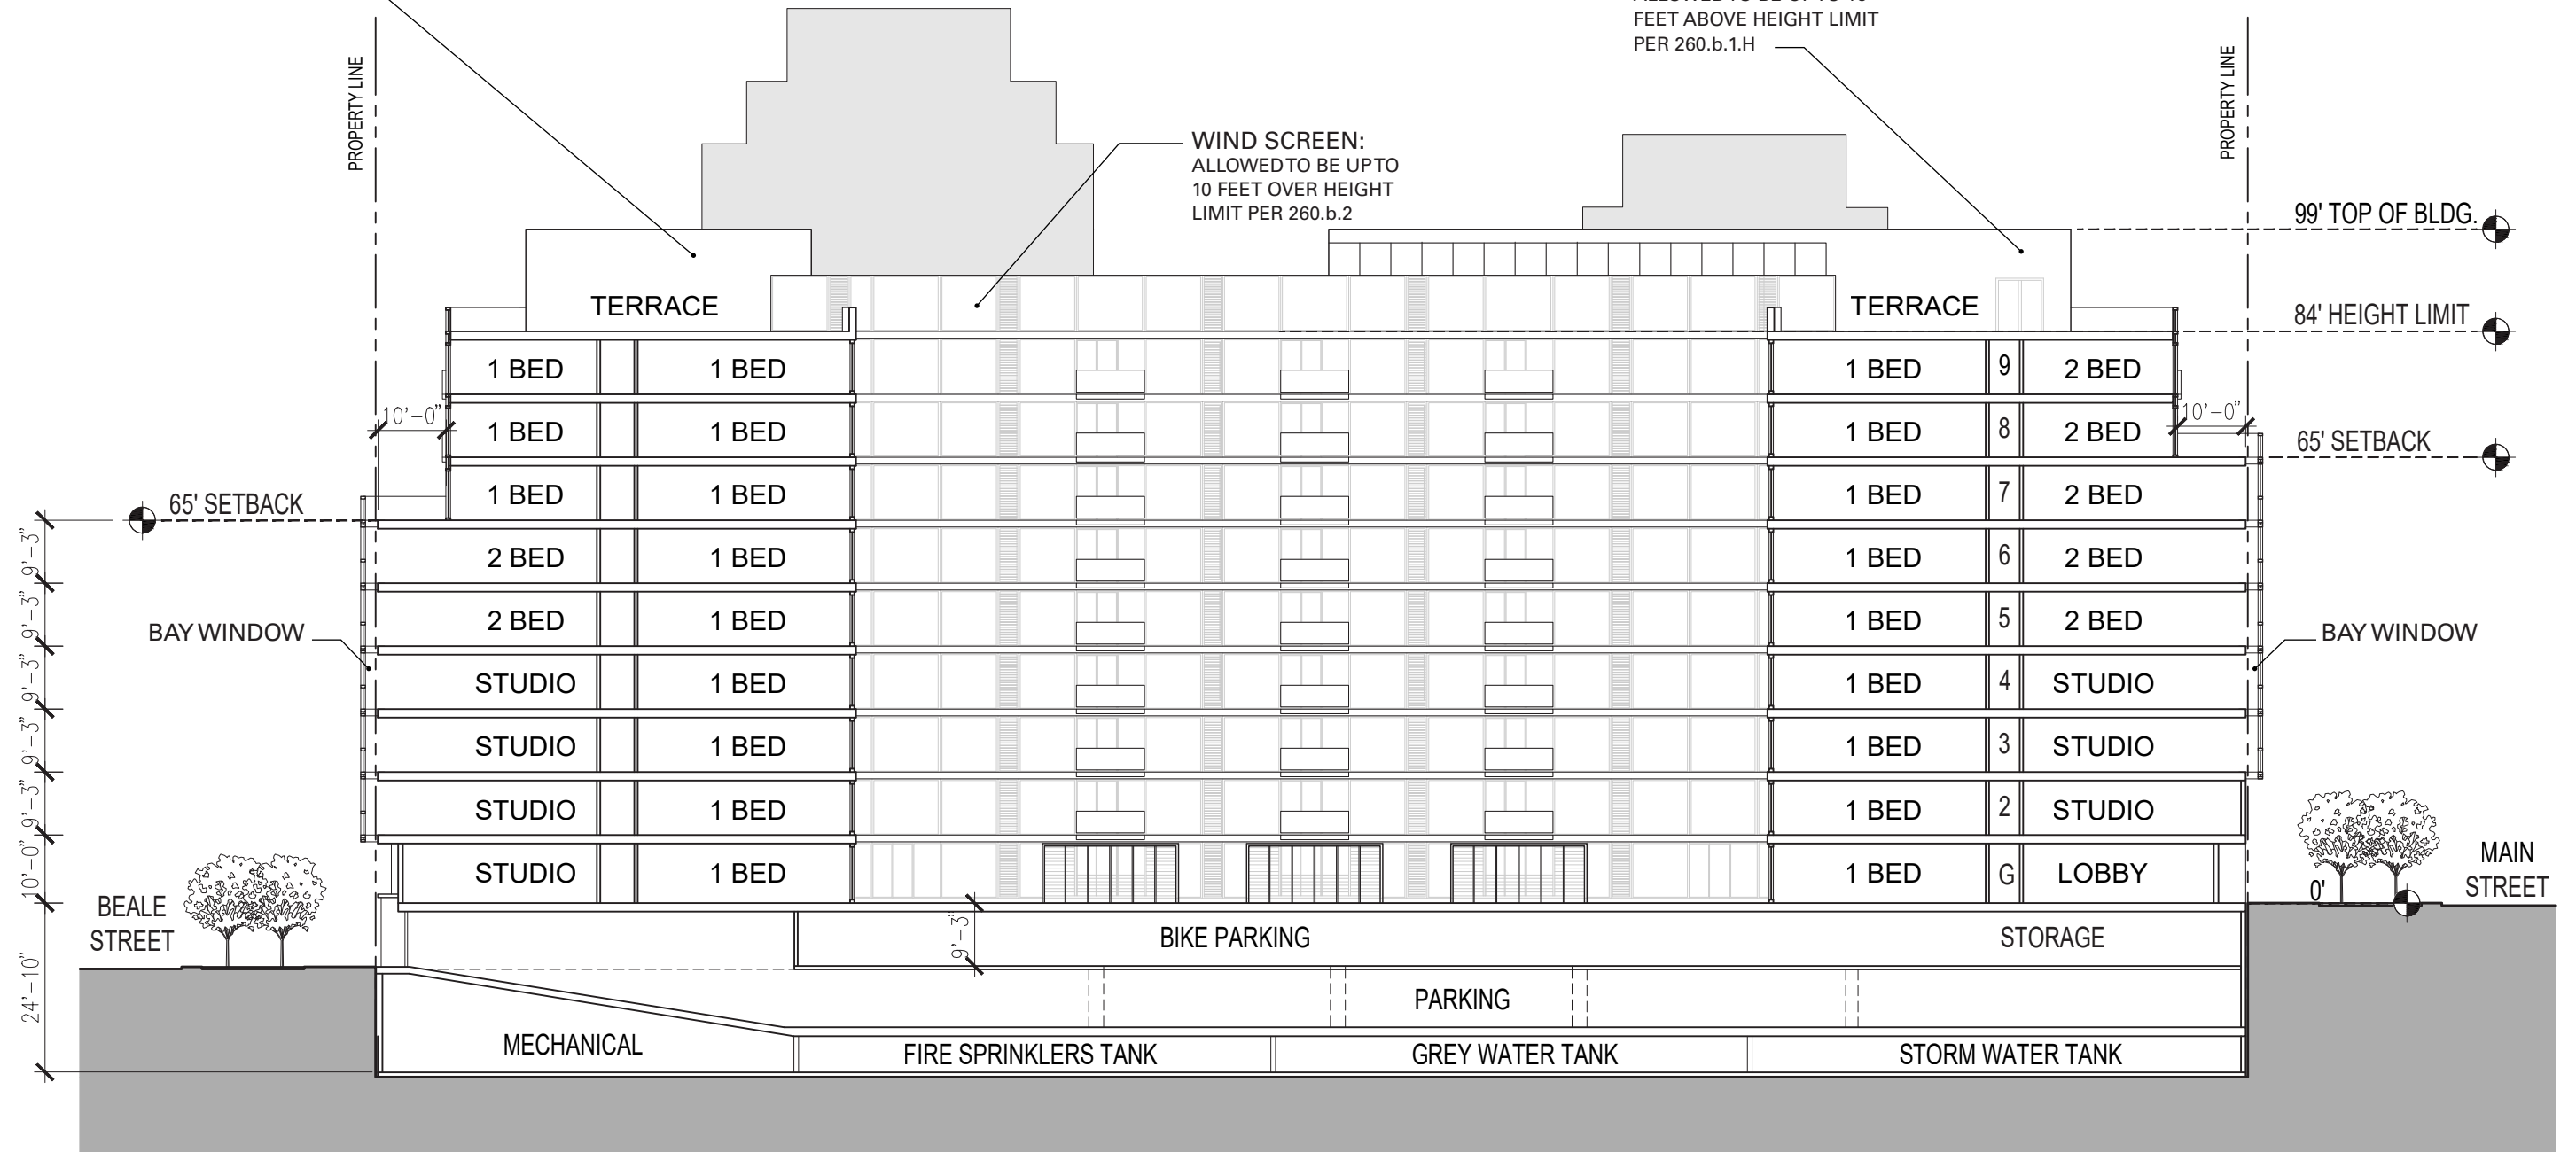 FEET ABOVE HEIGHT LIMIT
PER 260.b.1.H
PROPERTY LINE
PROPERTY LINE
WIND SCREEN:
ALLOWED TO BE UP TO
10 FEET OVER HEIGHT
LIMIT PER 260.b.2
99' TOP OF BLDG.
TERRACE
TERRACE
84' HEIGHT LIMIT
1 BED
1 BED
1 BED
9
2 BED
10'-0"
10'-0"
1 BED
1 BED
1 BED
8
2 BED
65' SETBACK
65' SETBACK
1 BED
1 BED
1 BED
7
2 BED
9'-3"
2 BED
1 BED
1 BED
6
2 BED
9'-3"
2 BED
1 BED
1 BED
5
2 BED
BAY WINDOW
BAY WINDOW
9'-3"
STUDIO
1 BED
1 BED
4
STUDIO
9'-3"
STUDIO
1 BED
1 BED
3
STUDIO
9'-3"
STUDIO
1 BED
1 BED
2
STUDIO
10'-0"
STUDIO
1 BED
1 BED
G
LOBBY
0'
MAIN
STREET
BEALE
STREET
24'-10"
9'-3"
BIKE PARKING
STORAGE
PARKING
MECHANICAL
FIRE SPRINKLERS TANK
GREY WATER TANK
STORM WATER TANK